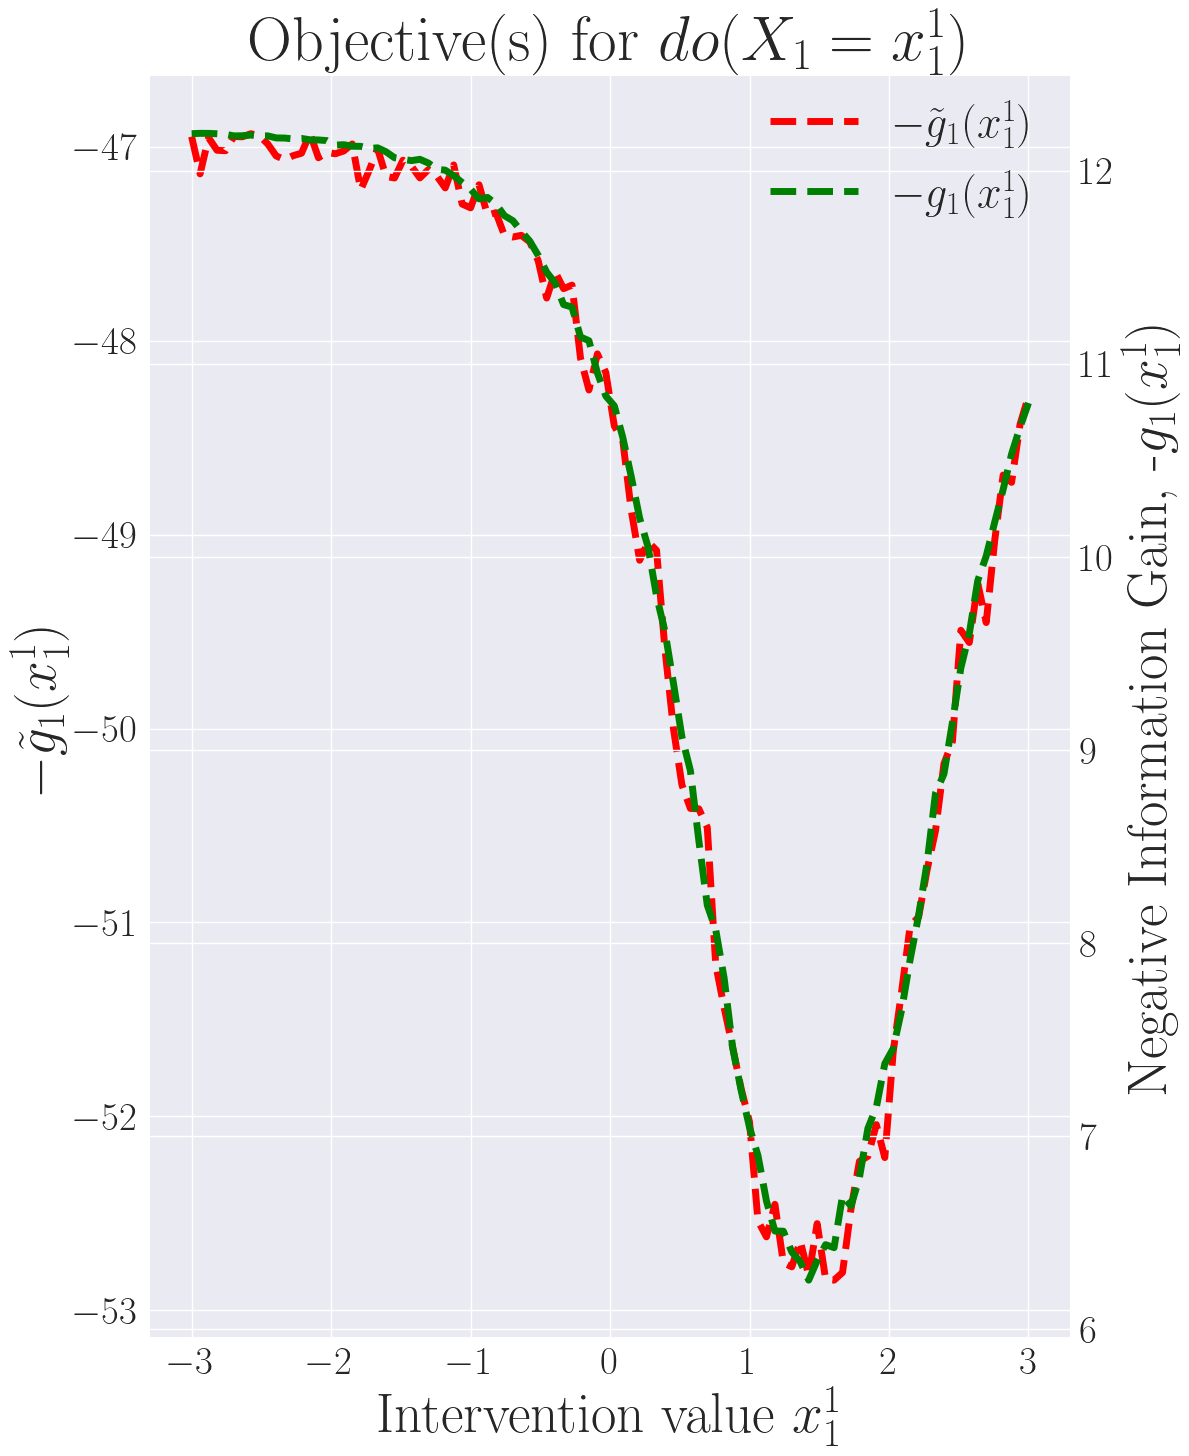 Objective(s) for do(X₁ = x₁¹)
−g̃₁(x₁¹)
−g₁(x₁¹)
−47
−48
−49
−50
−51
−52
−53
−g̃₁(x₁¹)
12
11
10
9
8
7
6
Negative Information Gain, -g₁(x₁¹)
−3 −2 −1 0 1 2 3
Intervention value x₁¹